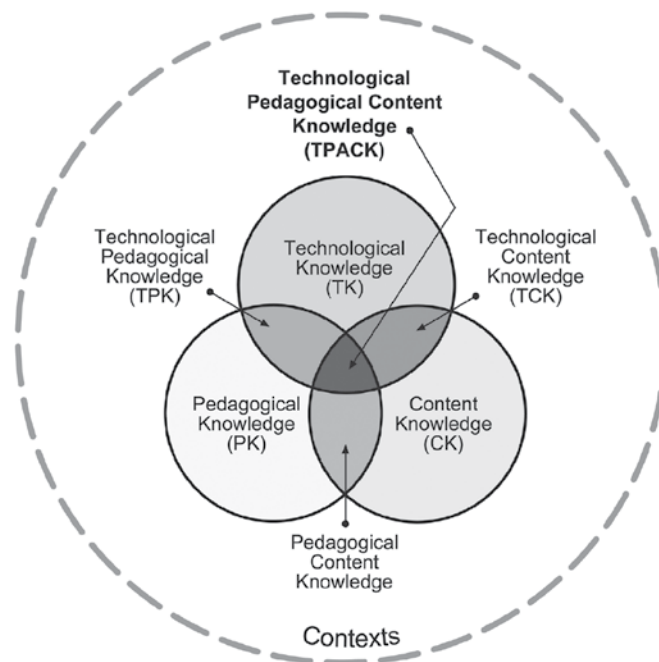 Technological
Pedagogical Content
Knowledge
(TPACK)
Technological
Pedagogical
Knowledge
(TPK)
Technological
Knowledge
(TK)
Technological
Content
Knowledge
(TCK)
Pedagogical
Knowledge
(PK)
Content
Knowledge
(CK)
Pedagogical
Content
Knowledge
Contexts